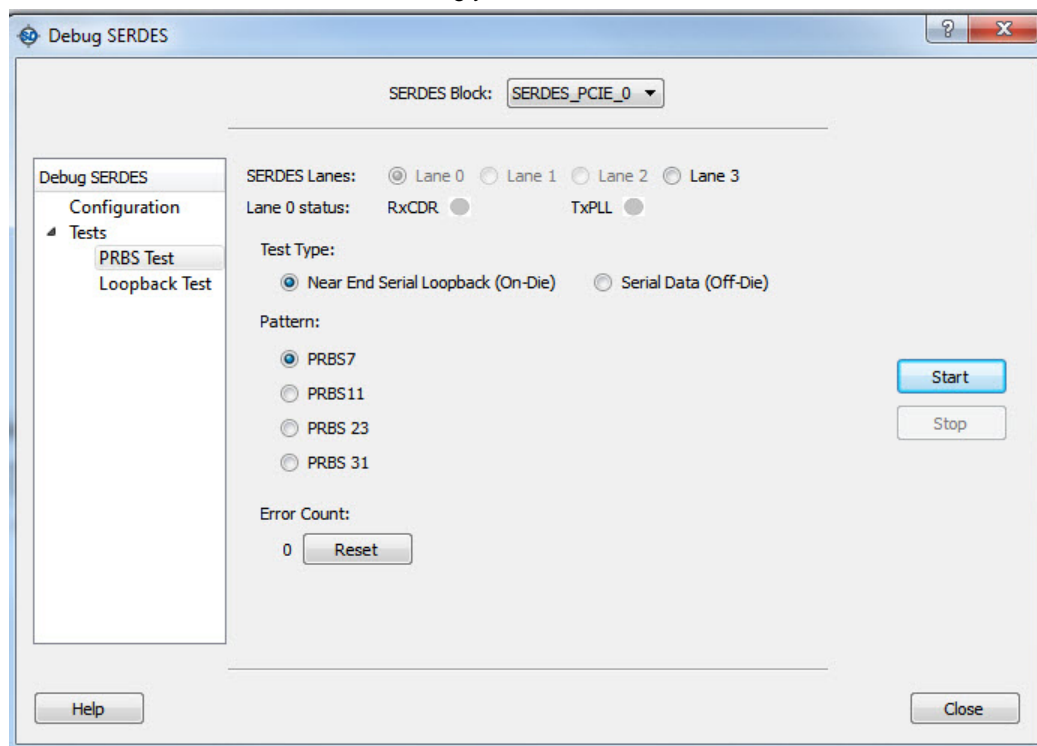 Debug SERDES
SERDES Block: SERDES_PCIE_0
Debug SERDES
Configuration
Tests
PRBS Test
Loopback Test
SERDES Lanes: Lane 0 Lane 1 Lane 2 Lane 3
Lane 0 status: RxCDR TxPLL
Test Type:
Near End Serial Loopback (On-Die) Serial Data (Off-Die)
Pattern:
PRBS7
PRBS11
PRBS 23
PRBS 31
Start
Stop
Error Count:
0 Reset
Help Close